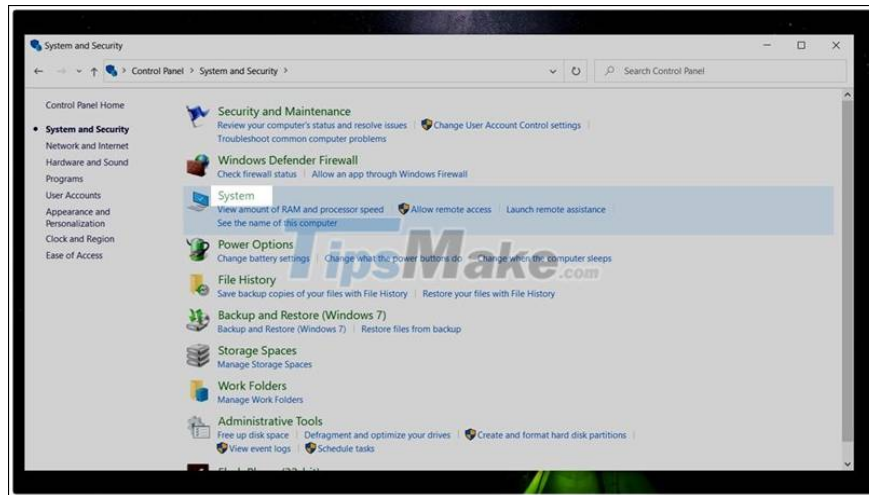 System and Security
Control Panel > System and Security >
Search Control Panel
Control Panel Home
System and Security
Network and Internet
Hardware and Sound
Programs
User Accounts
Appearance and
Personalization
Clock and Region
Ease of Access
Security and Maintenance
Review your computer's status and resolve issues | Change User Account Control settings |
Troubleshoot common computer problems
Windows Defender Firewall
Check firewall status | Allow an app through Windows Firewall
System
View amount of RAM and processor speed | Allow remote access | Launch remote assistance
See the name of this computer
Power Options
Change battery settings | Change what the power buttons do | Change when the computer sleeps
TipsMake.com
File History
Save backup copies of your files with File History | Restore your files with File History
Backup and Restore (Windows 7)
Backup and Restore (Windows 7) | Restore files from backup
Storage Spaces
Manage Storage Spaces
Work Folders
Manage Work Folders
Administrative Tools
Free up disk space | Defragment and optimize your drives | Create and format hard disk partitions |
View event logs | Schedule tasks